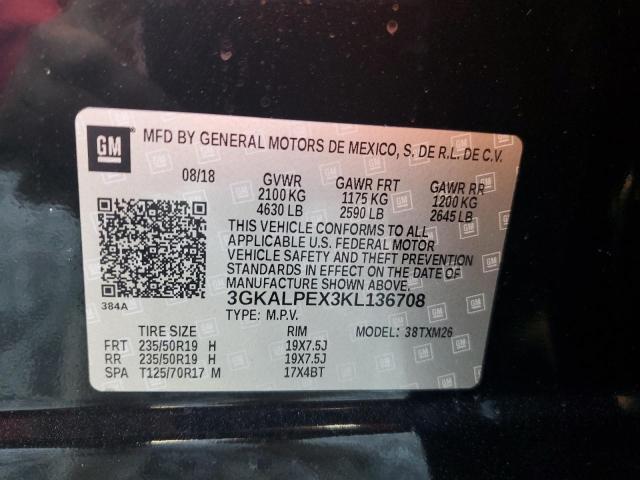 GM
MFD BY GENERAL MOTORS DE MEXICO, S. DE R.L. DE C.V.
08/18 GVWR GAWR FRT GAWR RR
2100 KG 1175 KG 1200 KG
4630 LB 2590 LB 2645 LB
THIS VEHICLE CONFORMS TO ALL
APPLICABLE U.S. FEDERAL MOTOR
VEHICLE SAFETY AND THEFT PREVENTION
STANDARDS IN EFFECT ON THE DATE OF
MANUFACTURE SHOWN ABOVE.
384A
3GKALPEX3KL136708
TYPE: M.P.V.
TIRE SIZE RIM MODEL: 38TXM26
FRT 235/50R19 H 19X7.5J
RR 235/50R19 H 19X7.5J
SPA T125/70R17 M 17X4BT